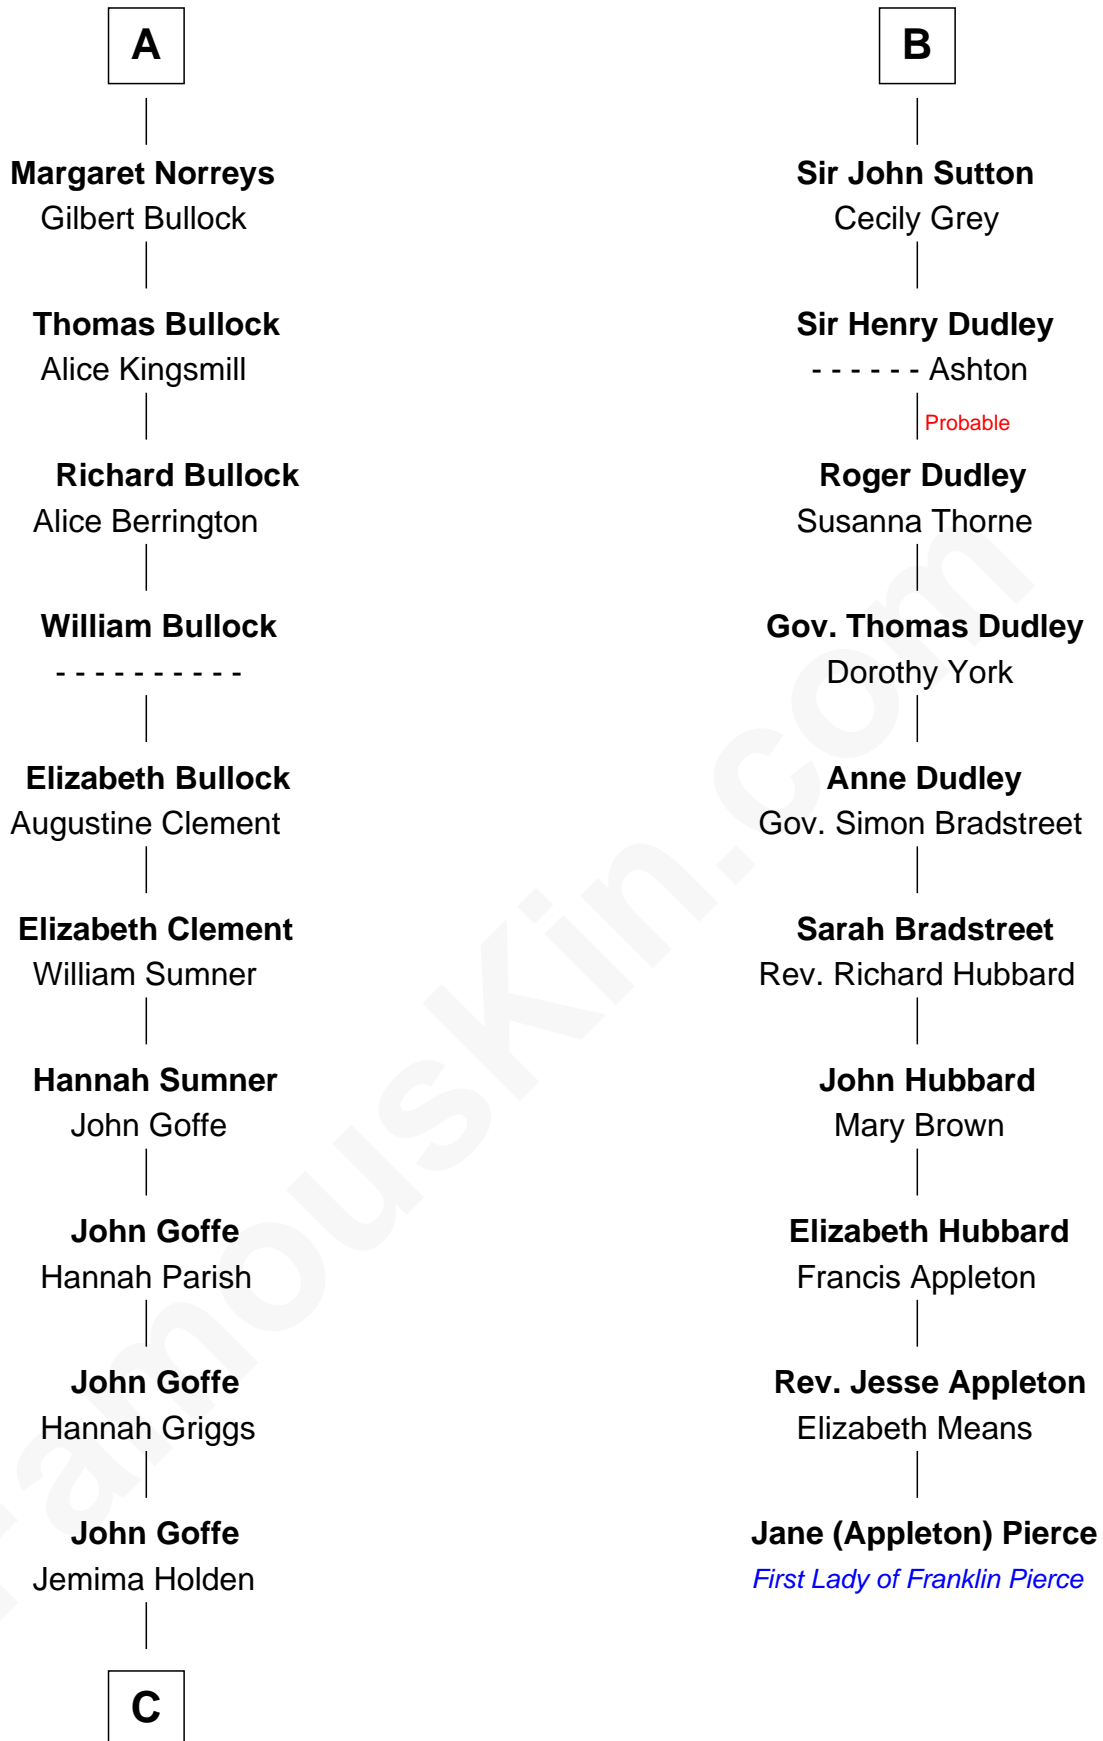 A
Margaret Norreys
Gilbert Bullock
Thomas Bullock
Alice Kingsmill
Richard Bullock
Alice Berrington
William Bullock
- - - - - - - - - -
Elizabeth Bullock
Augustine Clement
Elizabeth Clement
William Sumner
Hannah Sumner
John Goffe
John Goffe
Hannah Parish
John Goffe
Hannah Griggs
John Goffe
Jemima Holden
C
B
Sir John Sutton
Cecily Grey
Sir Henry Dudley
- - - - - - Ashton
Probable
Roger Dudley
Susanna Thorne
Gov. Thomas Dudley
Dorothy York
Anne Dudley
Gov. Simon Bradstreet
Sarah Bradstreet
Rev. Richard Hubbard
John Hubbard
Mary Brown
Elizabeth Hubbard
Francis Appleton
Rev. Jesse Appleton
Elizabeth Means
Jane (Appleton) Pierce
First Lady of Franklin Pierce
FamousKin.com